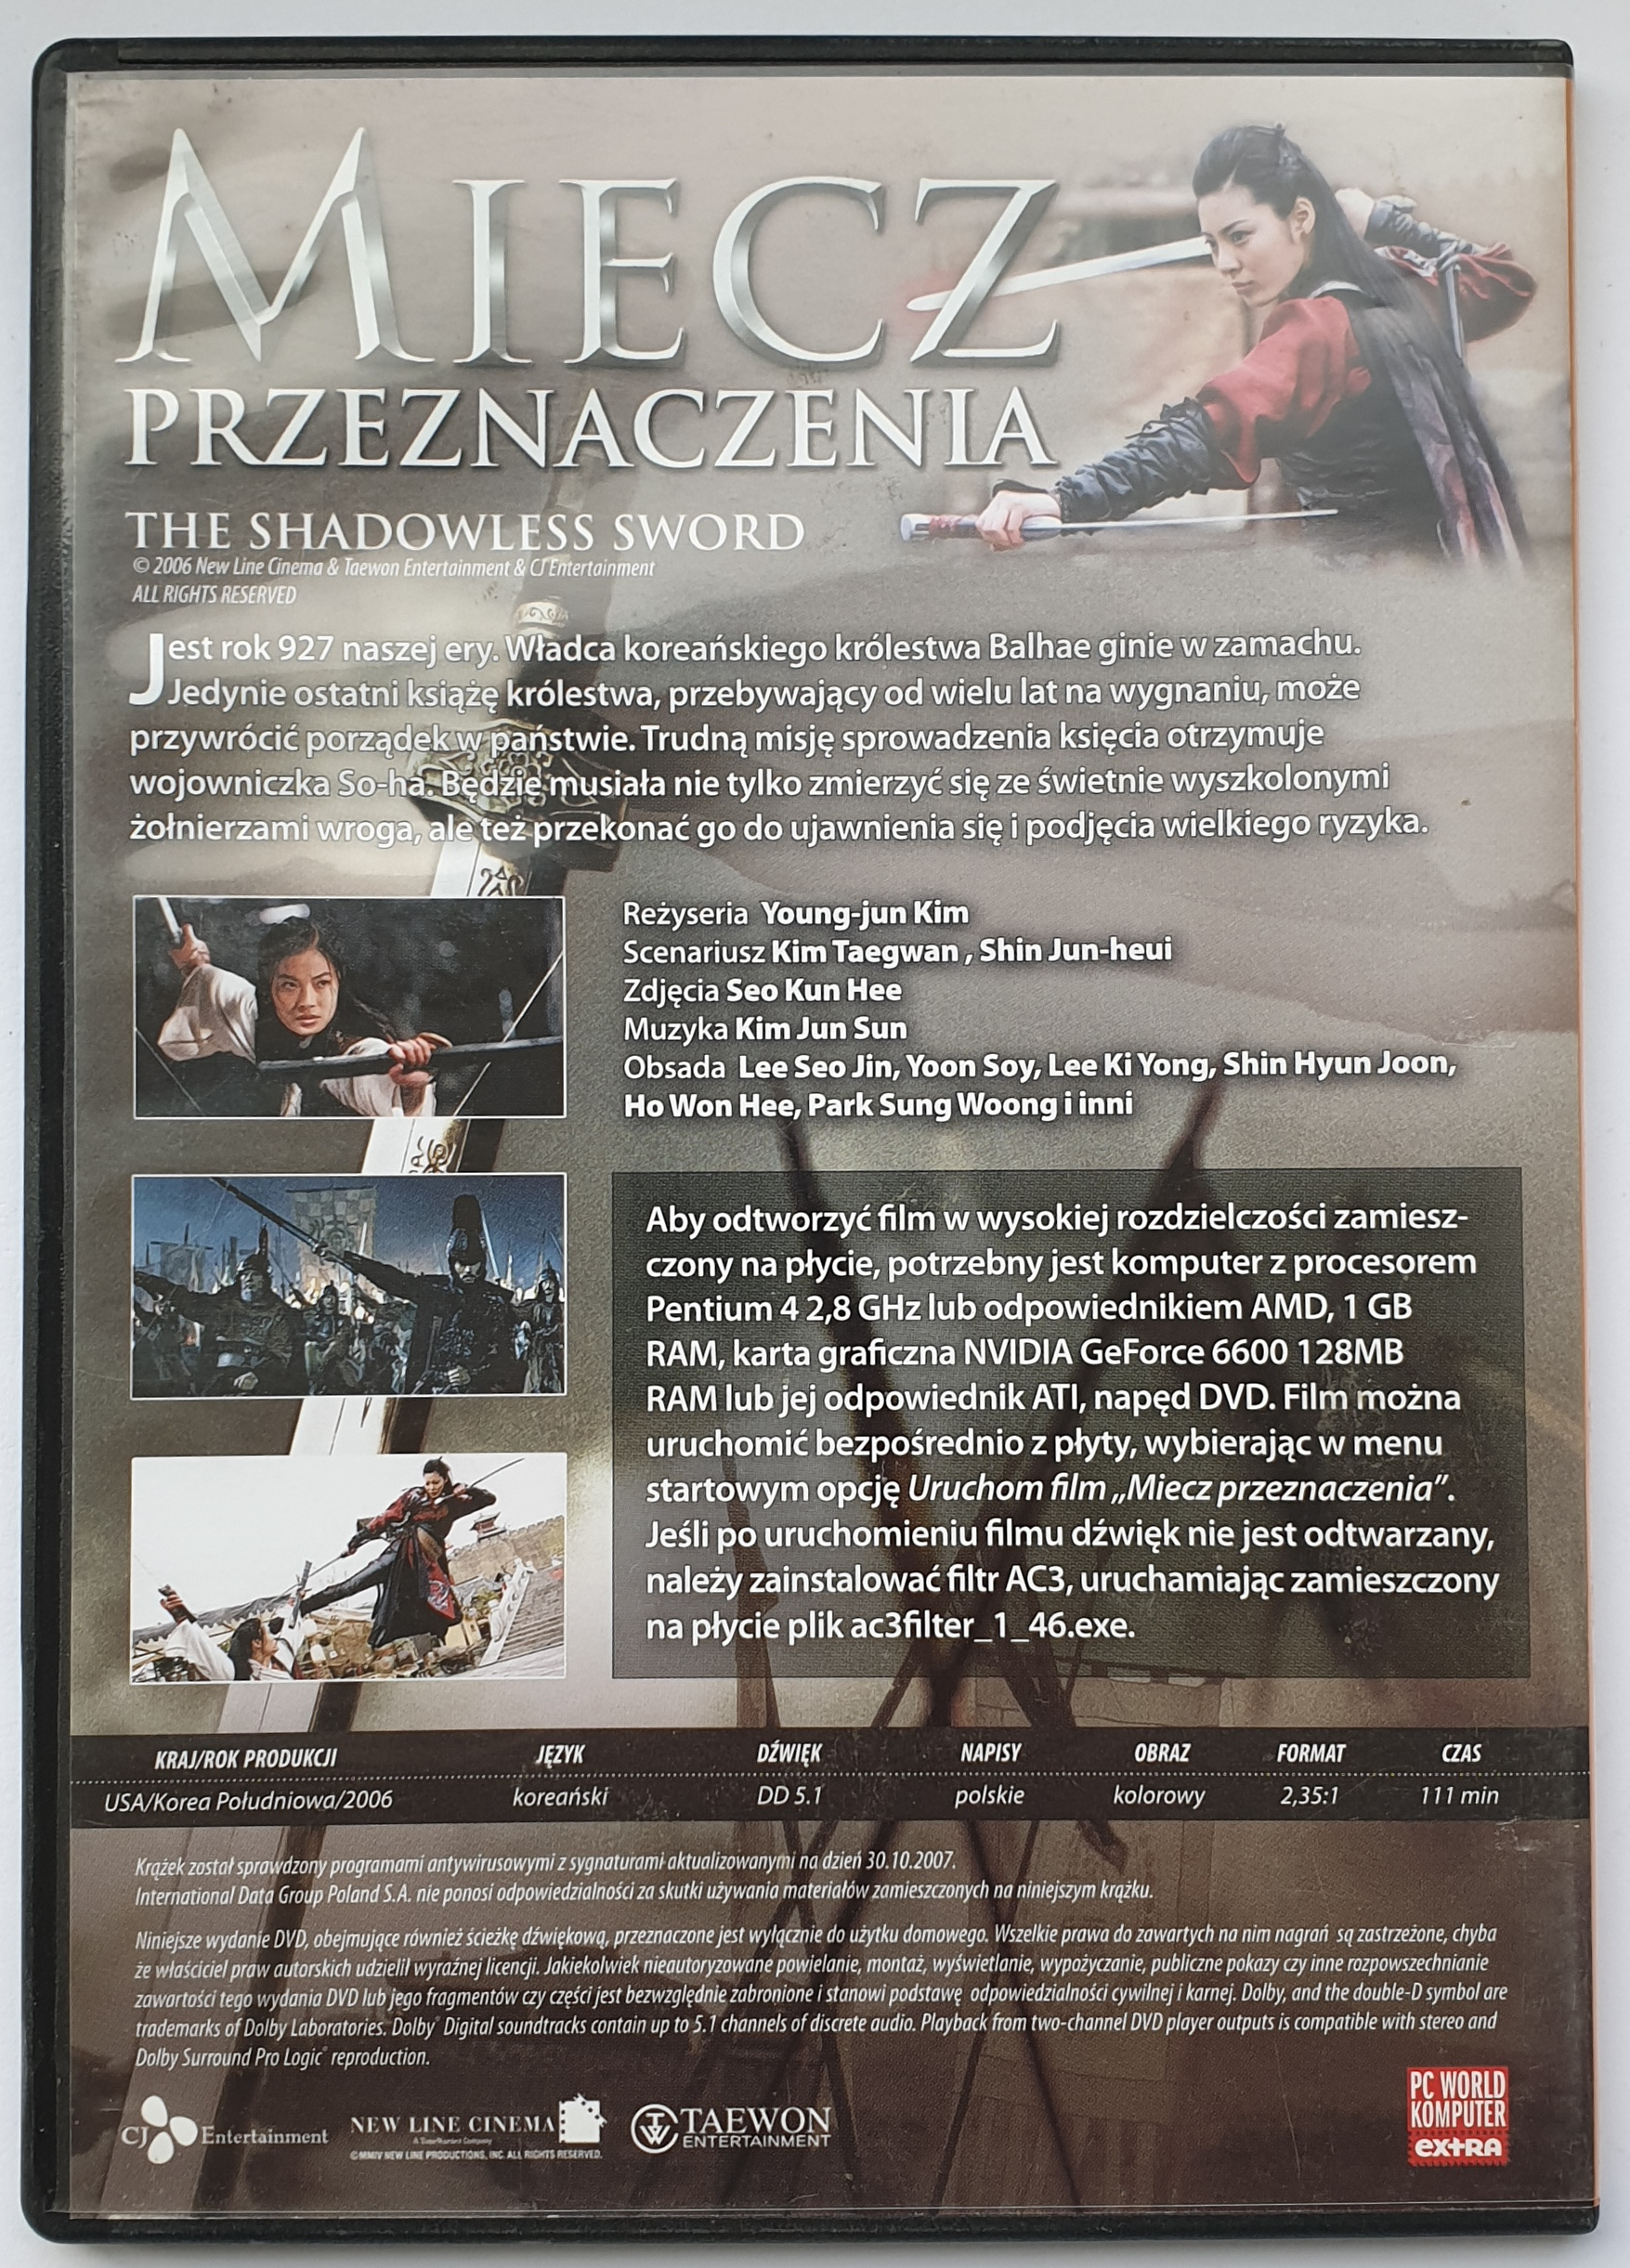 MIECZ
PRZEZNACZENIA
THE SHADOWLESS SWORD
© 2006 New Line Cinema & Taewon Entertainment & CJ Entertainment
ALL RIGHTS RESERVED
Jest rok 927 naszej ery. Władca koreańskiego królestwa Balhae ginie w zamachu.
Jedynie ostatni książę królestwa, przebywający od wielu lat na wygnaniu, może
przywrócić porządek w państwie. Trudną misję sprowadzenia księcia otrzymuje
wojowniczka So-ha. Będzie musiała nie tylko zmierzyć się ze świetnie wyszkolonymi
żołnierzami wroga, ale też przekonać go do ujawnienia się i podjęcia wielkiego ryzyka.
Reżyseria Young-jun Kim
Scenariusz Kim Taegwan , Shin Jun-heui
Zdjęcia Seo Kun Hee
Muzyka Kim Jun Sun
Obsada Lee Seo Jin, Yoon Soy, Lee Ki Yong, Shin Hyun Joon,
Ho Won Hee, Park Sung Woong i inni
Aby odtworzyć film w wysokiej rozdzielczości zamiesz-
czony na płycie, potrzebny jest komputer z procesorem
Pentium 4 2,8 GHz lub odpowiednikiem AMD, 1 GB
RAM, karta graficzna NVIDIA GeForce 6600 128MB
RAM lub jej odpowiednik ATI, napęd DVD. Film można
uruchomić bezpośrednio z płyty, wybierając w menu
startowym opcję Uruchom film „Miecz przeznaczenia”.
Jeśli po uruchomieniu filmu dźwięk nie jest odtwarzany,
należy zainstalować filtr AC3, uruchamiając zamieszczony
na płycie plik ac3filter_1_46.exe.
KRAJ/ROK PRODUKCJI JĘZYK DŹWIĘK NAPISY OBRAZ FORMAT CZAS
USA/Korea Południowa/2006 koreański DD 5.1 polskie kolorowy 2,35:1 111 min
Krążek został sprawdzony programami antywirusowymi z sygnaturami aktualizowanymi na dzień 30.10.2007.
International Data Group Poland S.A. nie ponosi odpowiedzialności za skutki używania materiałów zamieszczonych na niniejszym krążku.
Niniejsze wydanie DVD, obejmujące również ścieżkę dźwiękową, przeznaczone jest wyłącznie do użytku domowego. Wszelkie prawa do zawartych na nim nagrań są zastrzeżone, chyba
że właściciel praw autorskich udzielił wyraźnej licencji. Jakiekolwiek nieautoryzowane powielanie, montaż, wyświetlanie, wypożyczanie, publiczne pokazy czy inne rozpowszechnianie
zawartości tego wydania DVD lub jego fragmentów czy części jest bezwzględnie zabronione i stanowi podstawę odpowiedzialności cywilnej i karnej. Dolby, and the double-D symbol are
trademarks of Dolby Laboratories. Dolby® Digital soundtracks contain up to 5.1 channels of discrete audio. Playback from two-channel DVD player outputs is compatible with stereo and
Dolby Surround Pro Logic® reproduction.
CJ Entertainment
NEW LINE CINEMA
A TimeWarner Company
©MMIV NEW LINE PRODUCTIONS, INC. ALL RIGHTS RESERVED.
TAEWON
ENTERTAINMENT
PC WORLD
KOMPUTER
extRA